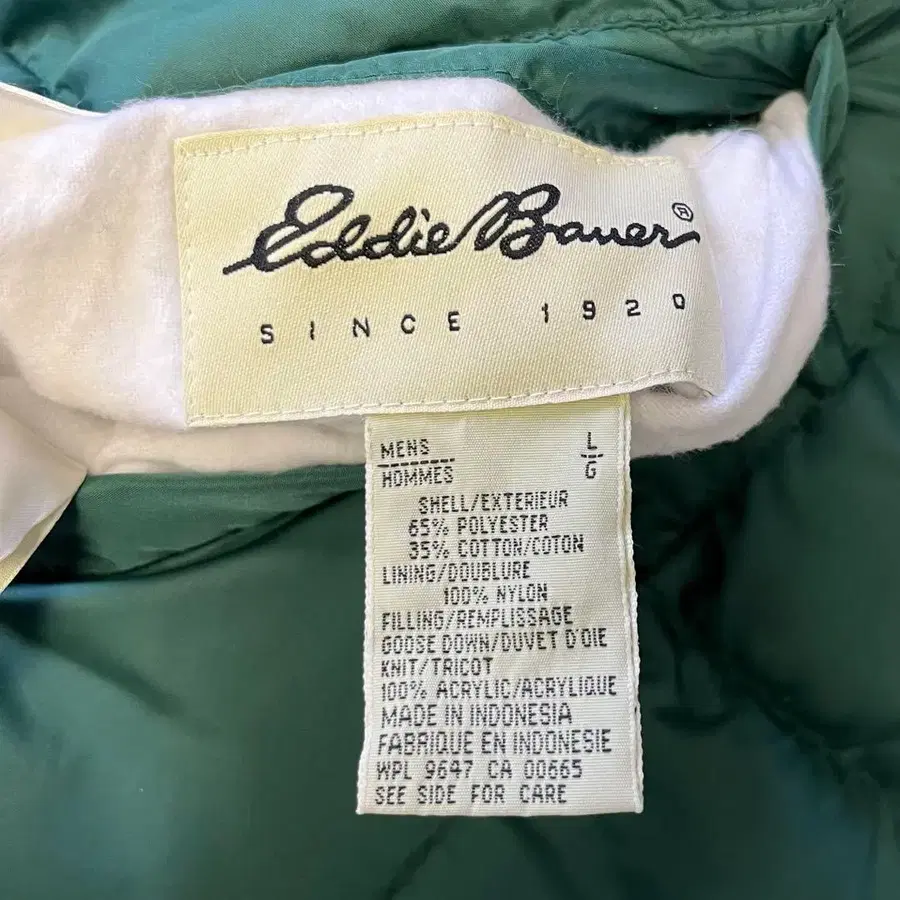 Eddie Bauer®
SINCE 1920
MENS L
HOMMES G
SHELL/EXTERIEUR
65% POLYESTER
35% COTTON/COTON
LINING/DOUBLURE
100% NYLON
FILLING/REMPLISSAGE
GOOSE DOWN/DUVET D'OIE
KNIT/TRICOT
100% ACRYLIC/ACRYLIQUE
MADE IN INDONESIA
FABRIQUE EN INDONESIE
WPL 9647 CA 00665
SEE SIDE FOR CARE